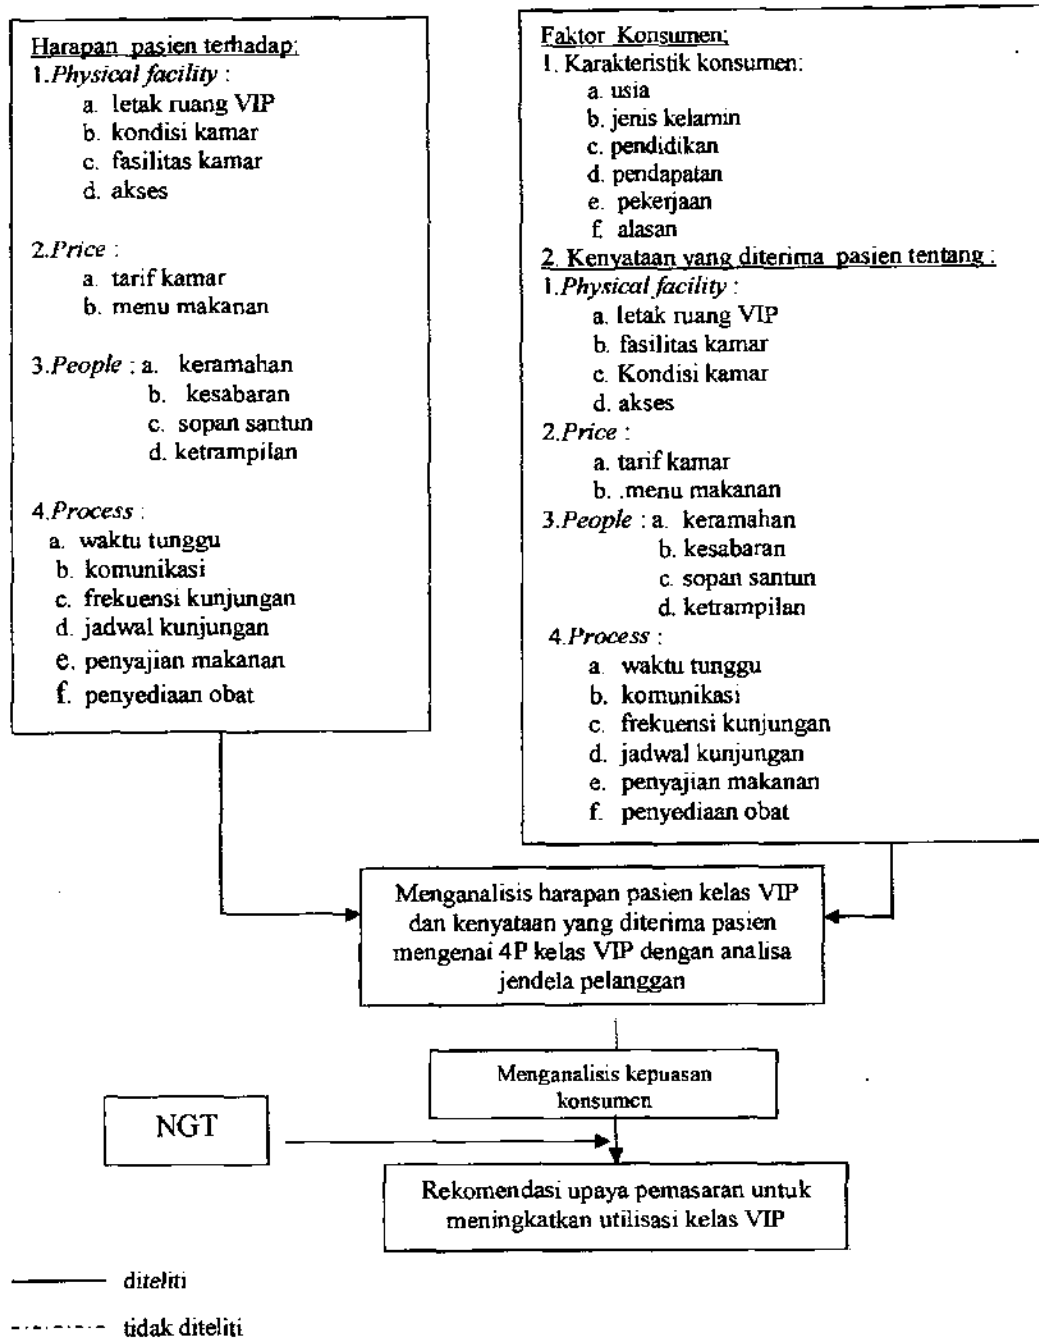 Harapan pasien terhadap:
1.Physical facility :
a. letak ruang VIP
b. kondisi kamar
c. fasilitas kamar
d. akses
2.Price :
a. tarif kamar
b. menu makanan
3.People : a. keramahan
b. kesabaran
c. sopan santun
d. ketrampilan
4.Process :
a. waktu tunggu
b. komunikasi
c. frekuensi kunjungan
d. jadwal kunjungan
e. penyajian makanan
f. penyediaan obat
Faktor Konsumen:
1. Karakteristik konsumen:
a. usia
b. jenis kelamin
c. pendidikan
d. pendapatan
e. pekerjaan
f. alasan
2. Kenyataan yang diterima pasien tentang :
1.Physical facility :
a. letak ruang VIP
b. fasilitas kamar
c. Kondisi kamar
d. akses
2.Price :
a. tarif kamar
b. .menu makanan
3.People : a. keramahan
b. kesabaran
c. sopan santun
d. ketrampilan
4.Process :
a. waktu tunggu
b. komunikasi
c. frekuensi kunjungan
d. jadwal kunjungan
e. penyajian makanan
f. penyediaan obat
Menganalisis harapan pasien kelas VIP
dan kenyataan yang diterima pasien
mengenai 4P kelas VIP dengan analisa
jendela pelanggan
Menganalisis kepuasan
konsumen
NGT
Rekomendasi upaya pemasaran untuk
meningkatkan utilisasi kelas VIP
diteliti
tidak diteliti